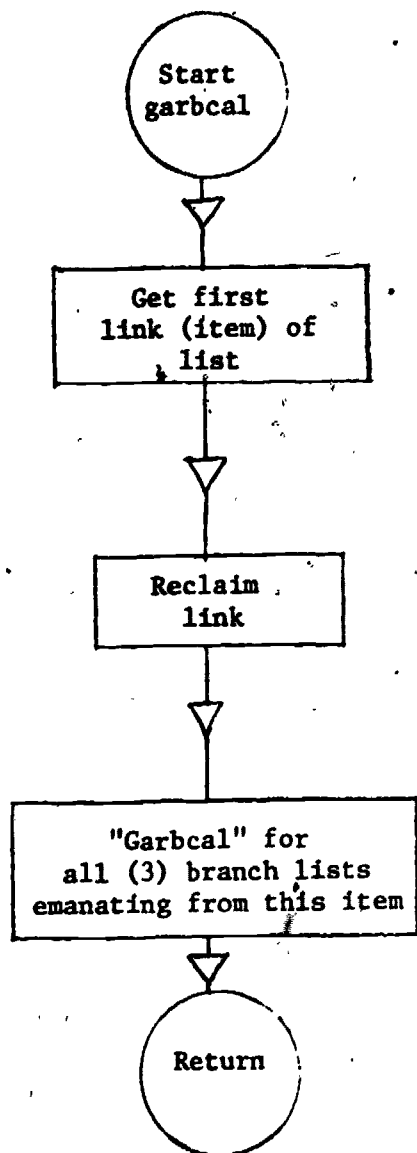 Start
garbcal
Get first
link (item) of
list
Reclaim
link
"Garbcal" for
all (3) branch lists
emanating from this item
Return